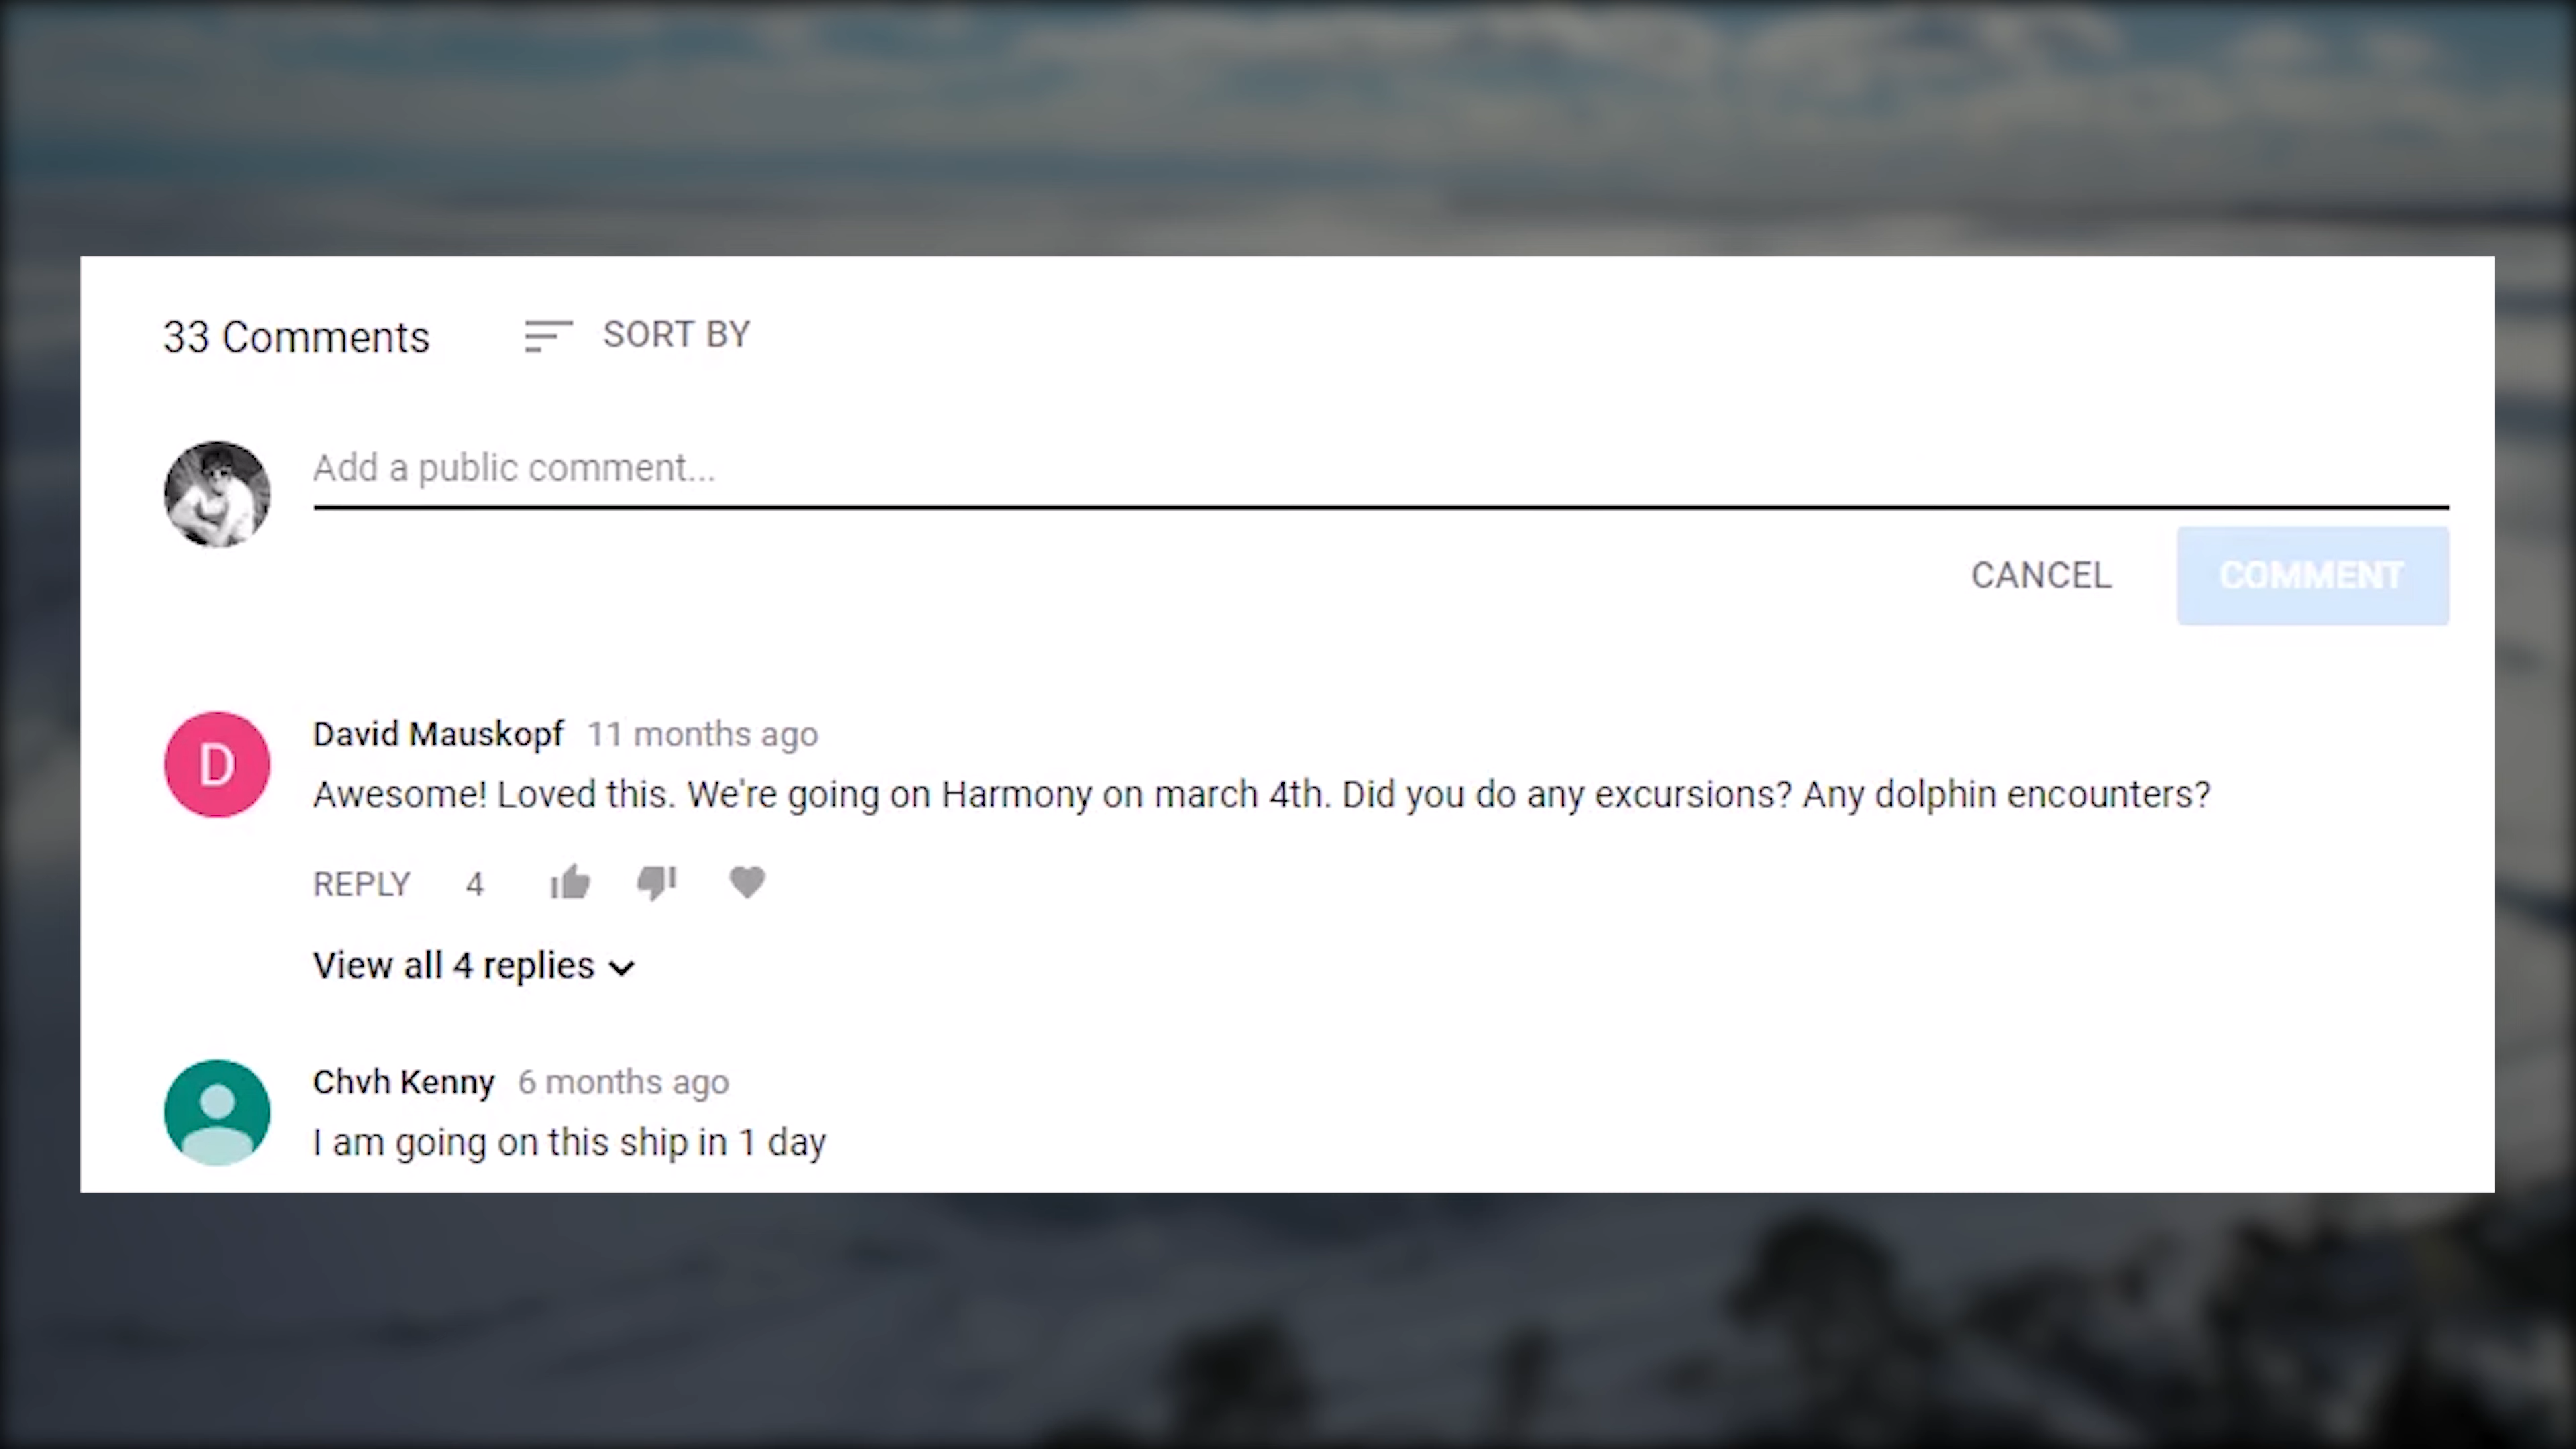 33 Comments SORT BY
Add a public comment...
CANCEL COMMENT
D
David Mauskopf 11 months ago
Awesome! Loved this. We're going on Harmony on march 4th. Did you do any excursions? Any dolphin encounters?
REPLY 4
View all 4 replies
Chvh Kenny 6 months ago
I am going on this ship in 1 day